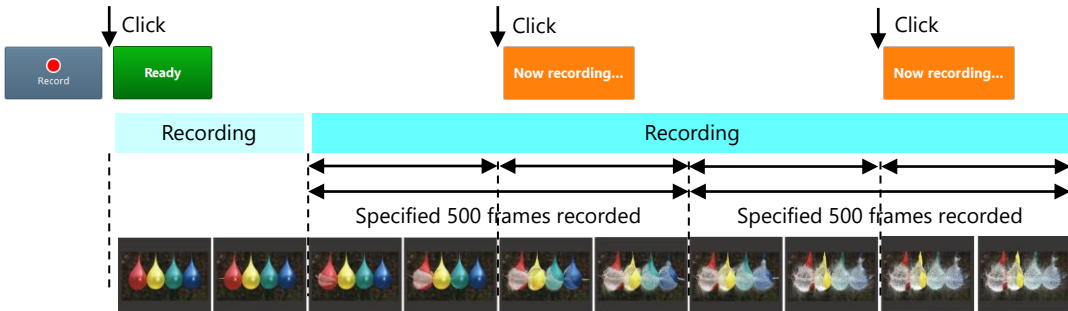 Click
Click
Click
Record
Ready
Now recording...
Now recording...
Recording
Recording
Specified 500 frames recorded
Specified 500 frames recorded